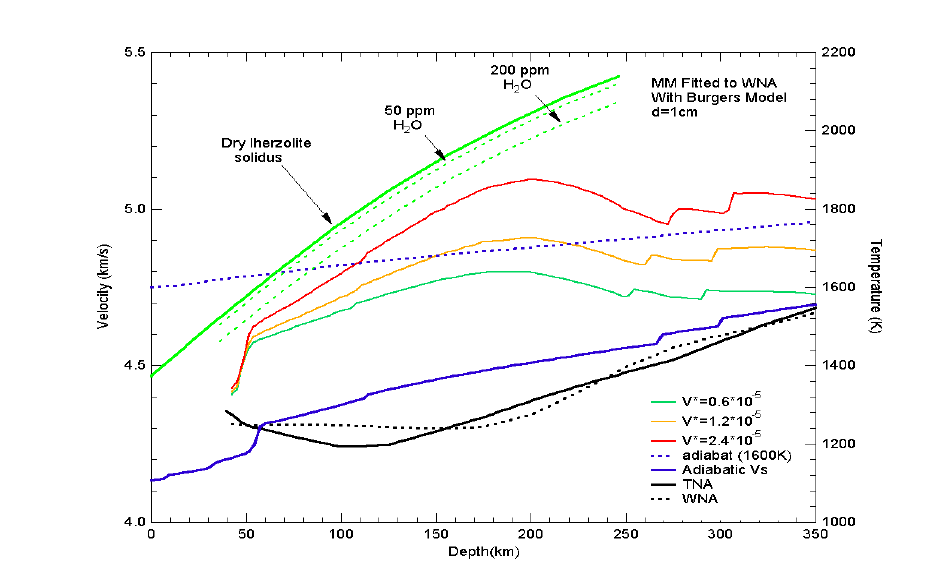 5.5
5.0
4.5
4.0
Velocity (km/s)
2200
2000
1800
1600
1400
1200
1000
Temperature (K)
0
50
100
150
200
250
300
350
Depth(km)
200 ppm
H2O
50 ppm
H2O
Dry lherzolite
solidus
MM Fitted to WNA
With Burgers Model
d=1cm
V*=0.6*10^-5
V*=1.2*10^-5
V*=2.4*10^-5
adiabat (1600K)
Adiabatic Vs
TNA
WNA